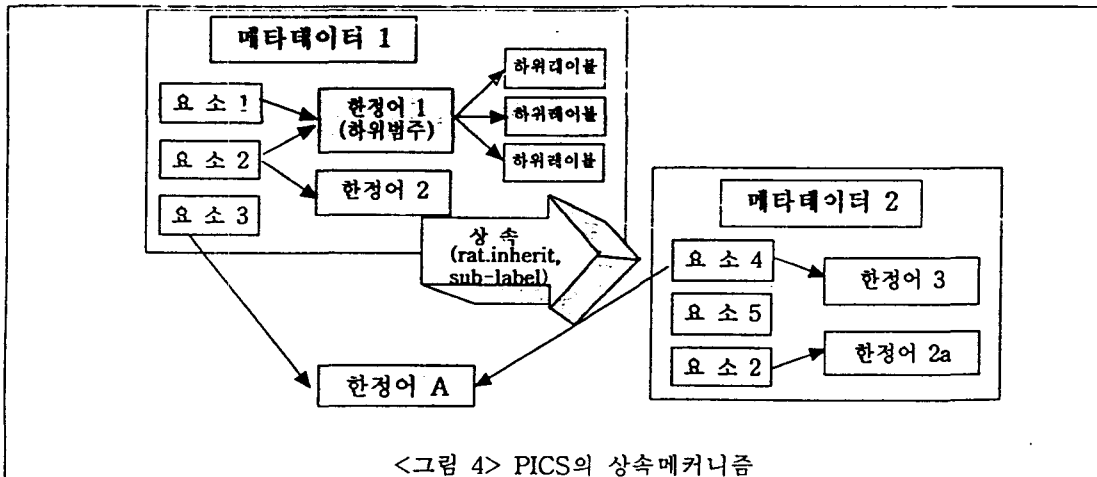 메타데이터 1
하위레이블
요 소 1
한정어 1
(하위범주)
하위레이블
요 소 2
하위레이블
한정어 2
요 소 3
상 속
(rat.inherit,
sub-label)
메타데이터 2
요 소 4
한정어 3
요 소 5
한정어 2a
요 소 2
한정어 A
<그림 4> PICS의 상속메커니즘